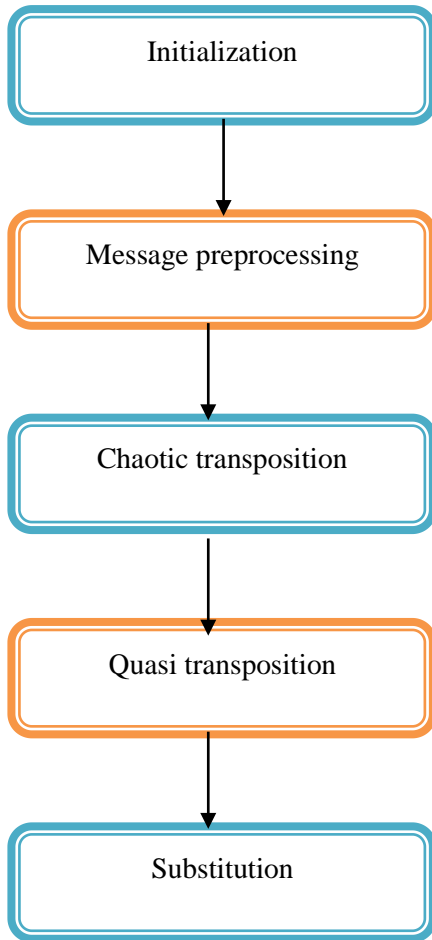 Initialization
Message preprocessing
Chaotic transposition
Quasi transposition
Substitution